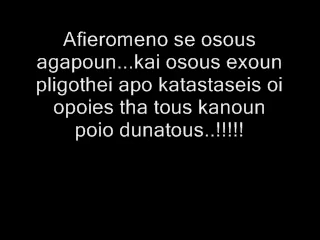 Afieromeno se osous
agapoun...kai osous exoun
pligothei apo katastaseis oi
opoies tha tous kanoun
poio dunatous..!!!!!